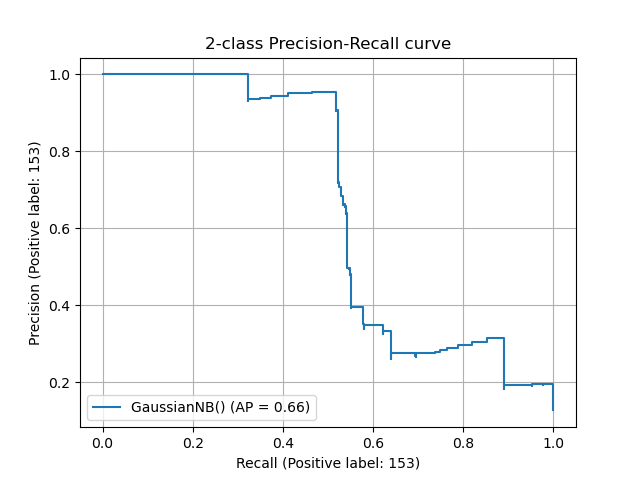 2-class Precision-Recall curve
1.0
0.8
0.6
0.4
0.2
Precision (Positive label: 153)
GaussianNB() (AP = 0.66)
0.0 0.2 0.4 0.6 0.8 1.0
Recall (Positive label: 153)